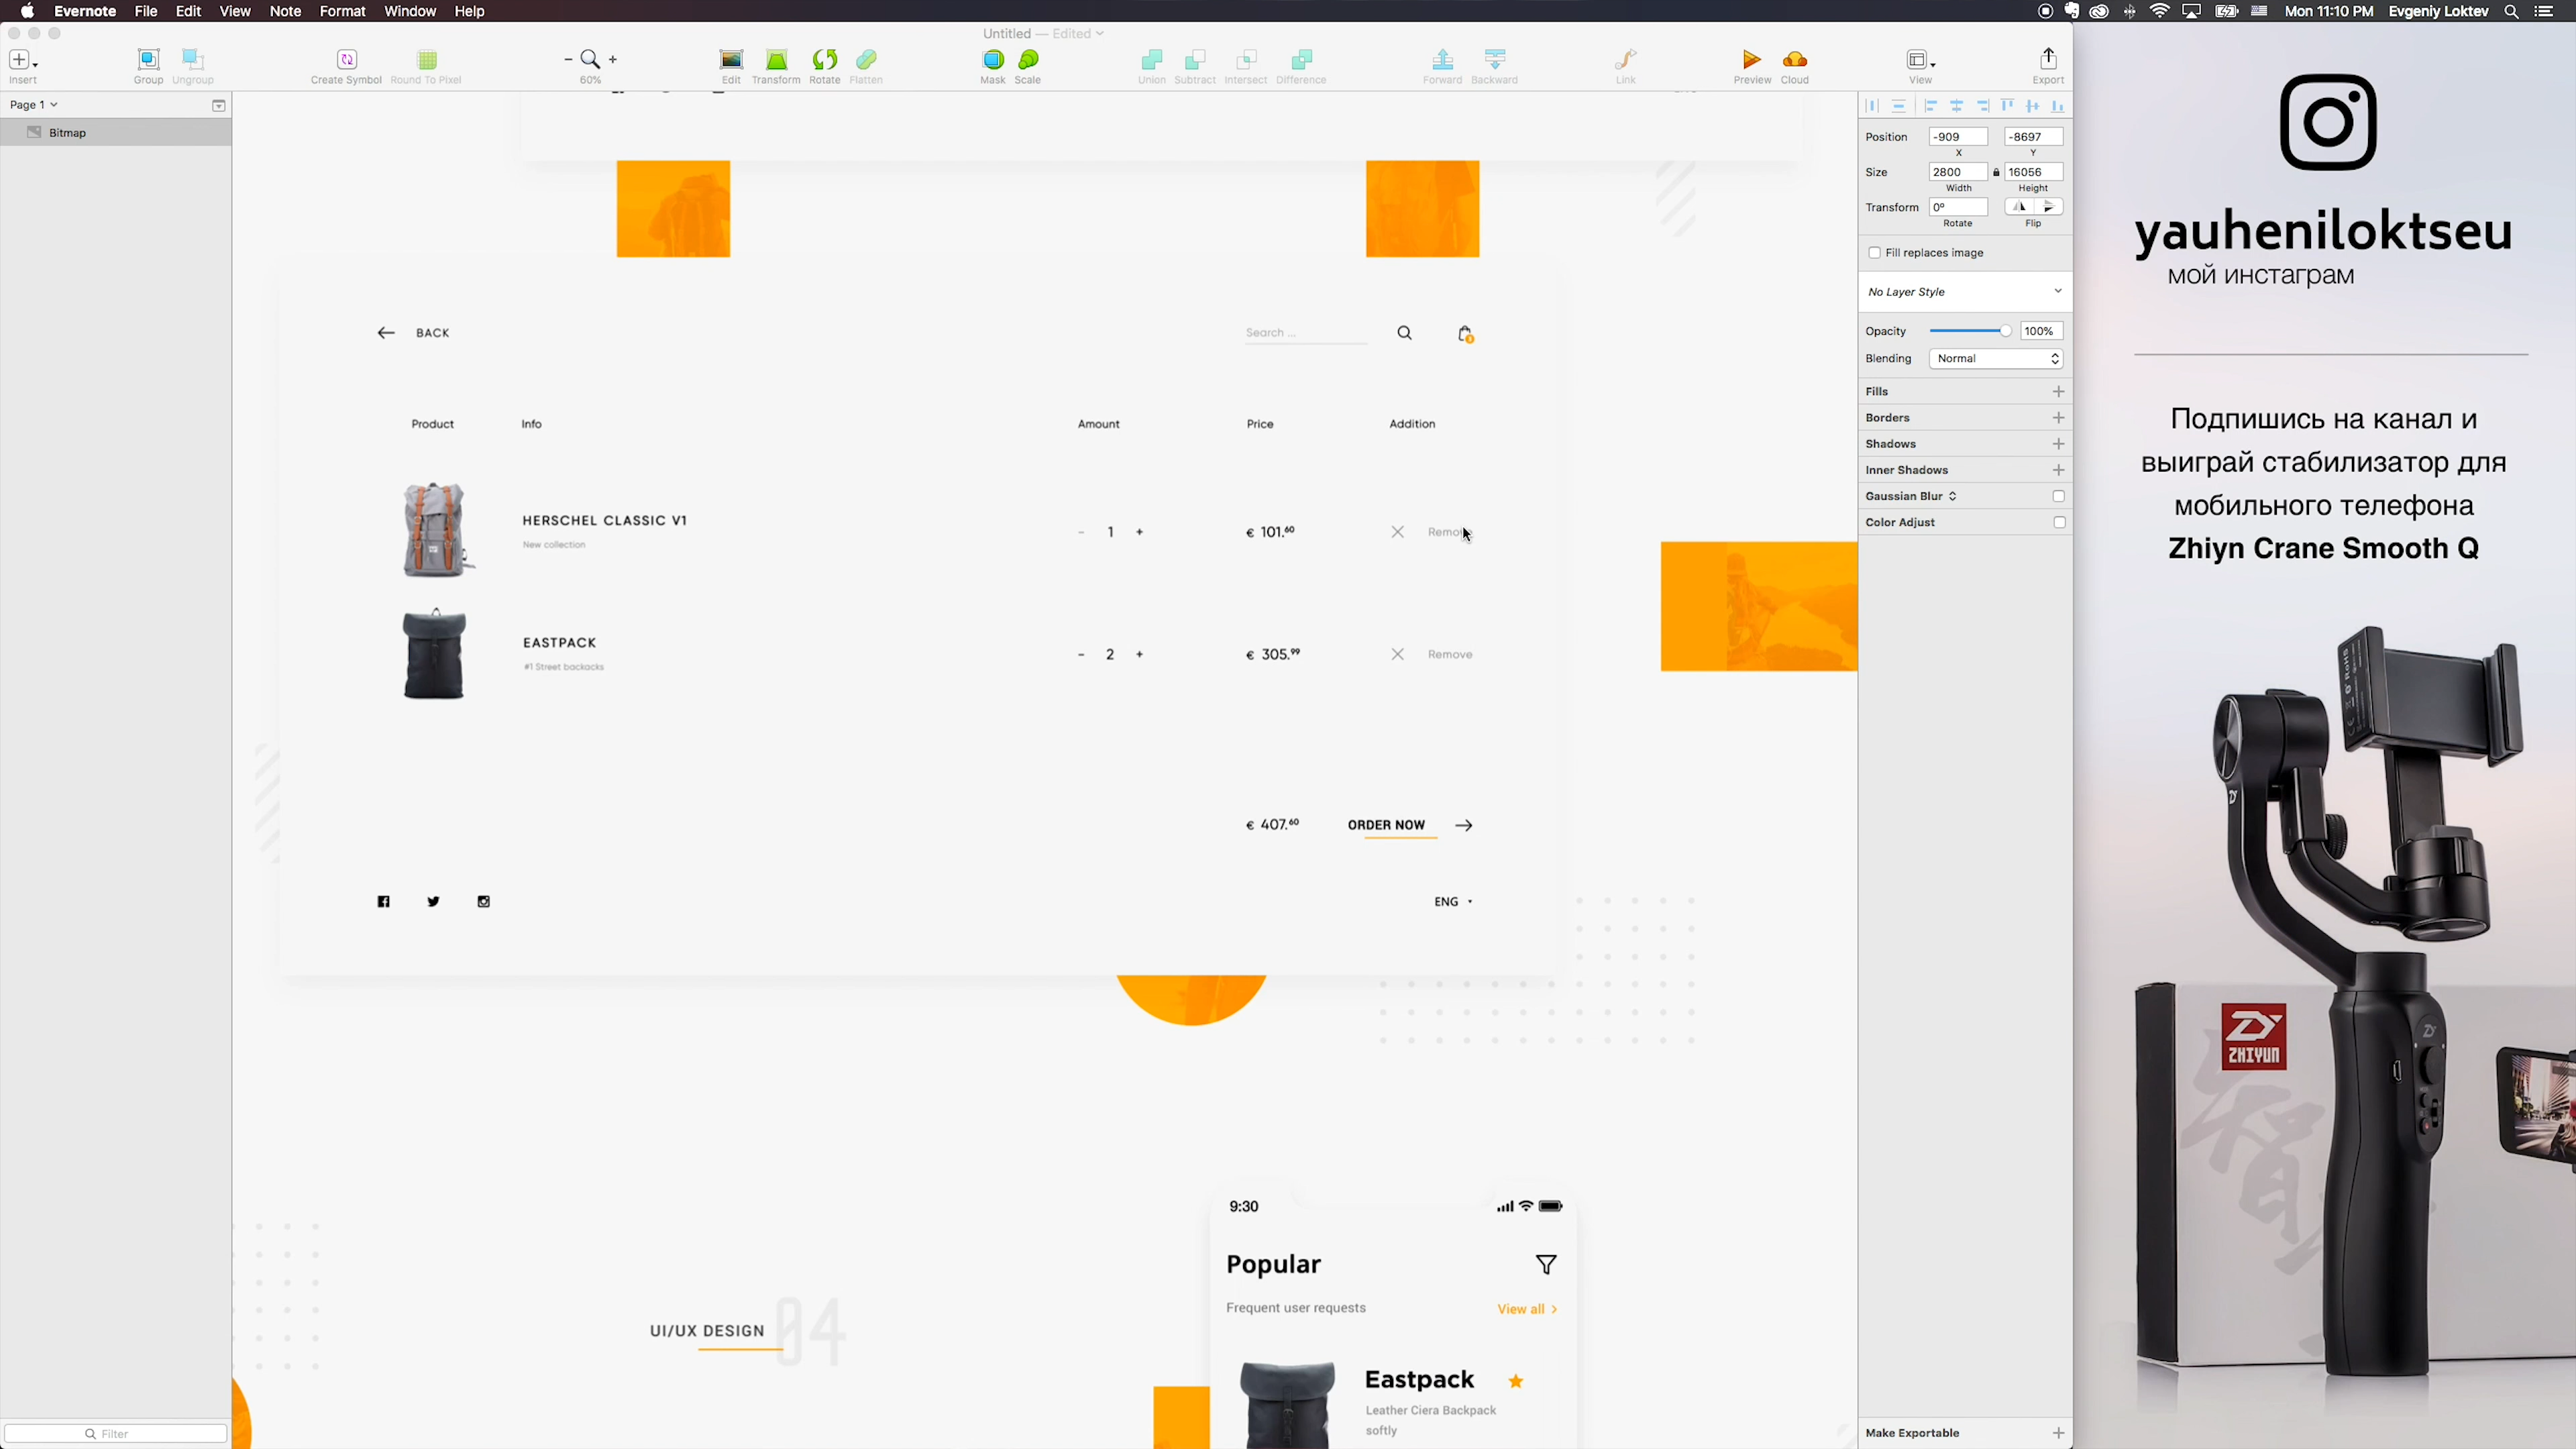 Evernote File Edit View Note Format Window Help
Mon 11:10 PM Evgeniy Loktev
Untitled — Edited
Insert Group Ungroup Create Symbol Round To Pixel 60% Edit Transform Rotate Flatten Mask Scale Union Subtract Intersect Difference Forward Backward Link Preview Cloud View Export
Page 1
Bitmap
Filter
BACK
Search ...
Product Info Amount Price Addition
HERSCHEL CLASSIC V1
New collection
- 1 +
€ 101.60
Remove
EASTPACK
#1 Street backacks
- 2 +
€ 305.99
Remove
€ 407.60
ORDER NOW
ENG
UI/UX DESIGN
04
9:30
Popular
Frequent user requests
View all >
Eastpack
Leather Ciera Backpack
softly
Position -909 -8697
X Y
Size 2800 16056
Width Height
Transform 0°
Rotate Flip
Fill replaces image
No Layer Style
Opacity 100%
Blending Normal
Fills
Borders
Shadows
Inner Shadows
Gaussian Blur
Color Adjust
Make Exportable
yauheniloktseu
мой инстаграм
Подпишись на канал и
выиграй стабилизатор для
мобильного телефона
Zhiyn Crane Smooth Q
ZHIYUN